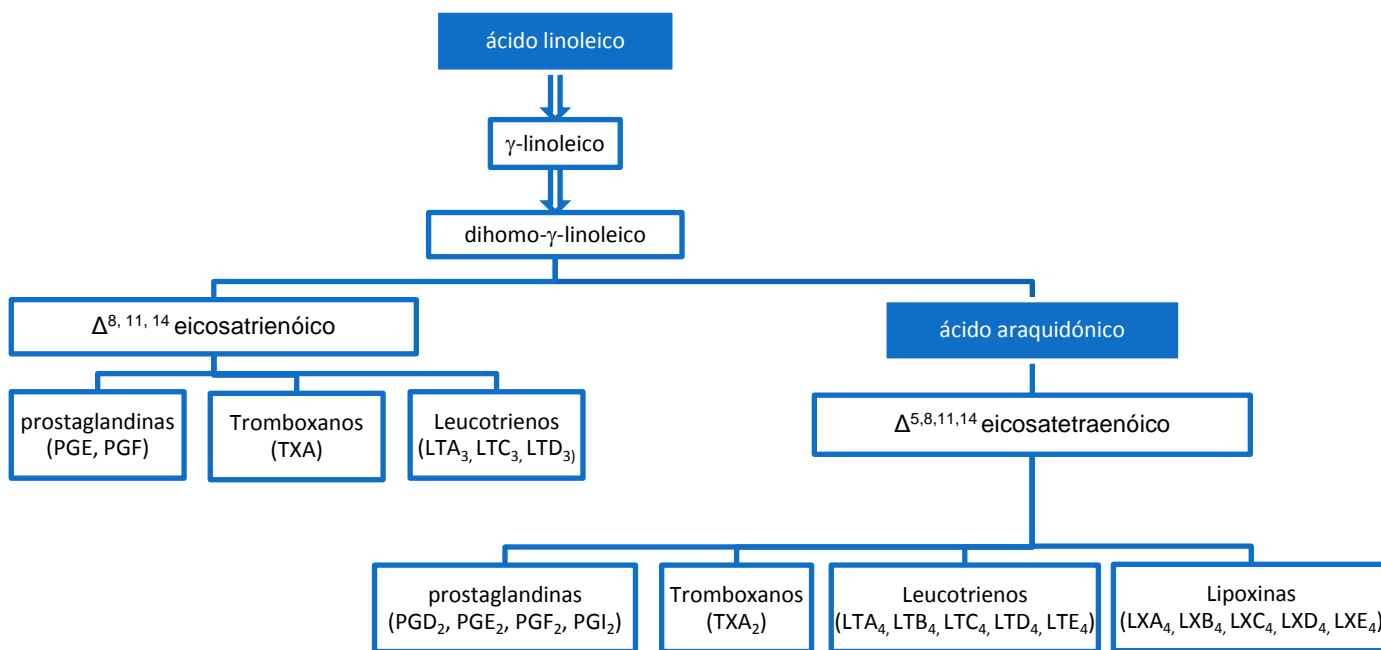 ácido linoleico
γ-linoleico
dihomo-γ-linoleico
Δ8, 11, 14 eicosatrienóico
ácido araquidónico
prostaglandinas
(PGE, PGF)
Tromboxanos
(TXA)
Leucotrienos
(LTA3, LTC3, LTD3)
Δ5,8,11,14 eicosatetraenóico
prostaglandinas
(PGD2, PGE2, PGF2, PGI2)
Tromboxanos
(TXA2)
Leucotrienos
(LTA4, LTB4, LTC4, LTD4, LTE4)
Lipoxinas
(LXA4, LXB4, LXC4, LXD4, LXE4)